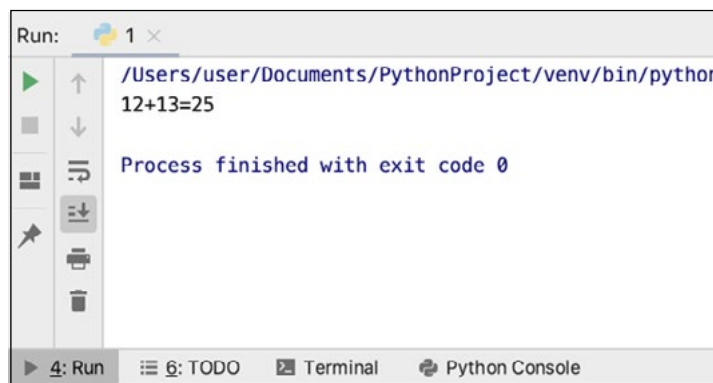 Run: 1
/Users/user/Documents/PythonProject/venv/bin/python
12+13=25
Process finished with exit code 0
4: Run 6: TODO Terminal Python Console